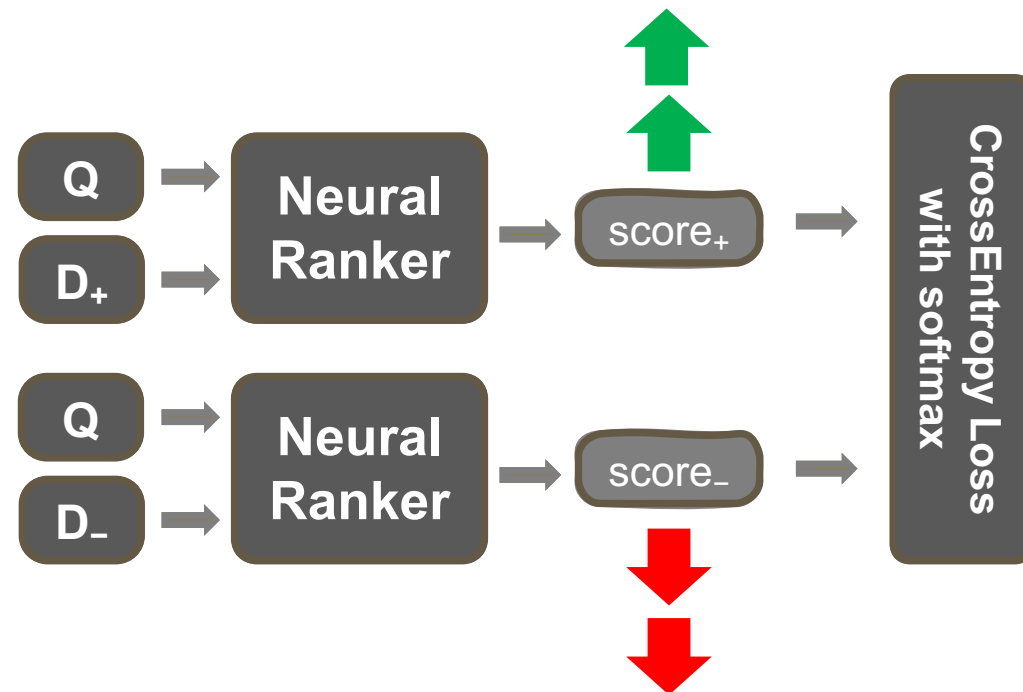 Q
D₊
Neural
Ranker
score₊
Q
D₋
Neural
Ranker
score₋
CrossEntropy Loss
with softmax